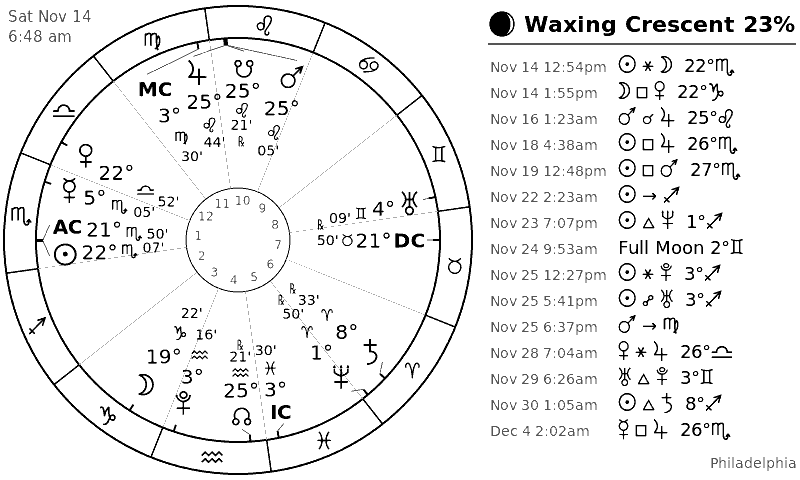 Sat Nov 14
6:48 am
♍ ♌ ♋ ♊ ♉ ♈ ♓ ♒ ♑ ♐ ♏ ♎
MC 3° ♍ 30'
♃ 25° ♌ 44'
☋ 25° ♌ 21' ℞
♂ 25° ♌ 05'
♀ 22° ♎ 52'
☿ 5° ♏ 05'
AC 21° ♏ 50'
☉ 22° ♏ 07'
♅ 4° ♊ 09' ℞
DC 21° ♉ 50'
☽ 19° ♑ 22'
♇ 3° ♒ 16'
☊ 25° ♒ 21' ℞
IC 3° ♓ 30'
♆ 1° ♈ 50' ℞
♄ 8° ♈ 33' ℞
1 2 3 4 5 6 7 8 9 10 11 12
Waxing Crescent 23%
Nov 14 12:54pm ☉ ⚹ ☽ 22°♏
Nov 14 1:55pm ☽ □ ♀ 22°♑
Nov 16 1:23am ♂ ☌ ♃ 25°♌
Nov 18 4:38am ☉ □ ♃ 26°♏
Nov 19 12:48pm ☉ □ ♂ 27°♏
Nov 22 2:23am ☉ → ♐
Nov 23 7:07pm ☉ △ ♆ 1°♐
Nov 24 9:53am Full Moon 2°♊
Nov 25 12:27pm ☉ ⚹ ♇ 3°♐
Nov 25 5:41pm ☉ ☍ ♅ 3°♐
Nov 25 6:37pm ♂ → ♍
Nov 28 7:04am ♀ ⚹ ♃ 26°♎
Nov 29 6:26am ♅ △ ♇ 3°♊
Nov 30 1:05am ☉ △ ♄ 8°♐
Dec 4 2:02am ☿ □ ♃ 26°♏
Philadelphia